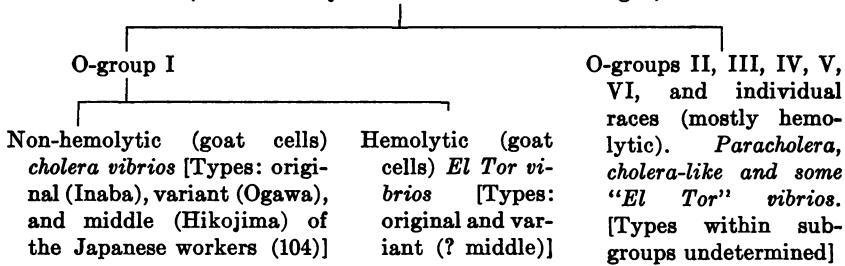 O-group I
Non-hemolytic (goat cells)
cholera vibrios [Types: origi-
nal (Inaba), variant (Ogawa),
and middle (Hikojima) of
the Japanese workers (104)]
Hemolytic (goat
cells) El Tor vi-
brios [Types:
original and var-
iant (? middle)]
O-groups II, III, IV, V,
VI, and individual
races (mostly hemo-
lytic). Paracholera,
cholera-like and some
"El Tor" vibrios.
[Types within sub-
groups undetermined]